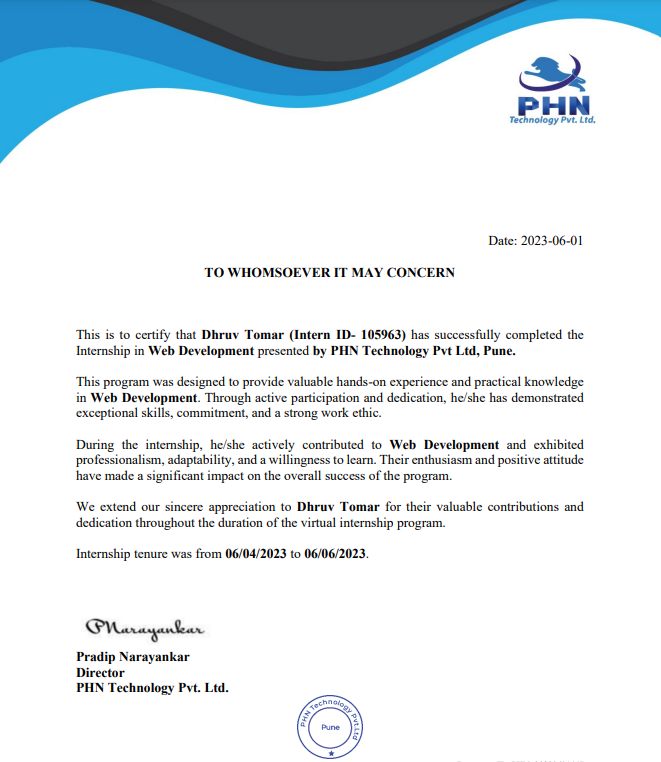 PHN
Technology Pvt. Ltd.
Date: 2023-06-01
TO WHOMSOEVER IT MAY CONCERN
This is to certify that Dhruv Tomar (Intern ID- 105963) has successfully completed the
Internship in Web Development presented by PHN Technology Pvt Ltd, Pune.
This program was designed to provide valuable hands-on experience and practical knowledge
in Web Development. Through active participation and dedication, he/she has demonstrated
exceptional skills, commitment, and a strong work ethic.
During the internship, he/she actively contributed to Web Development and exhibited
professionalism, adaptability, and a willingness to learn. Their enthusiasm and positive attitude
have made a significant impact on the overall success of the program.
We extend our sincere appreciation to Dhruv Tomar for their valuable contributions and
dedication throughout the duration of the virtual internship program.
Internship tenure was from 06/04/2023 to 06/06/2023.
PNarayankar
Pradip Narayankar
Director
PHN Technology Pvt. Ltd.
PHN Technology Pvt.Ltd
Pune